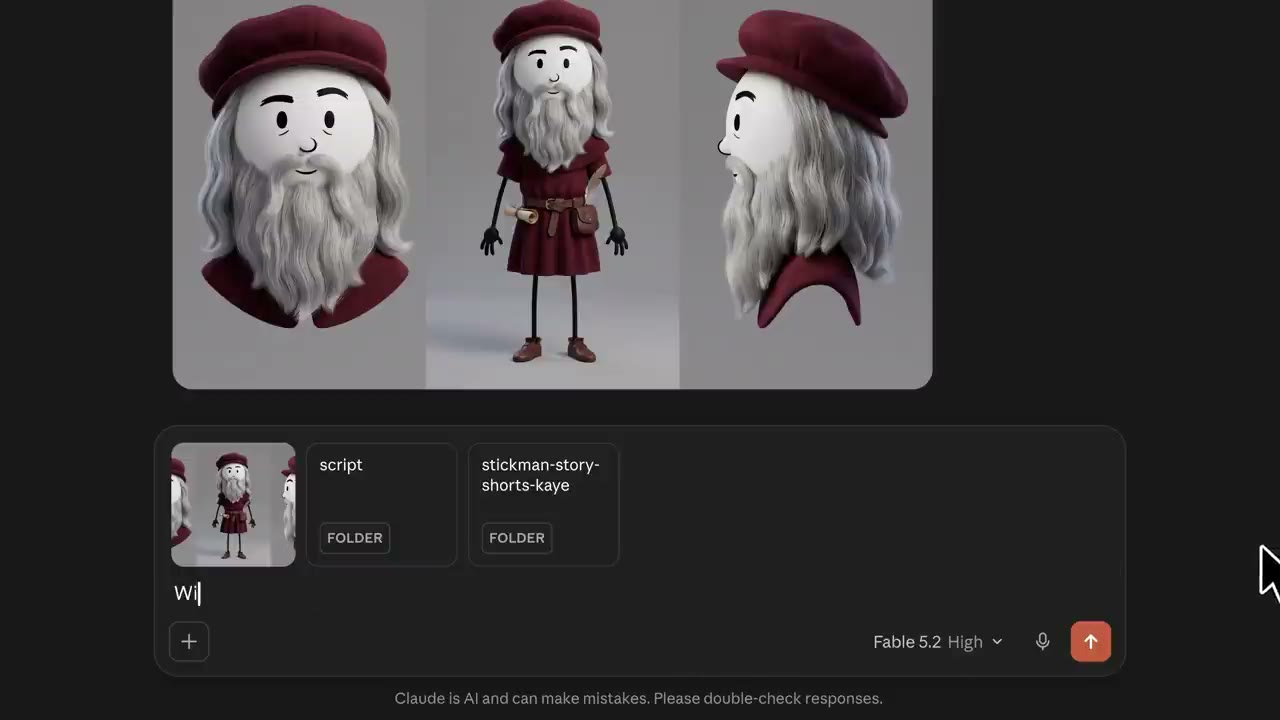 script
stickman-story-
shorts-kaye
FOLDER
FOLDER
Wi
Fable 5.2 High
Claude is AI and can make mistakes. Please double-check responses.